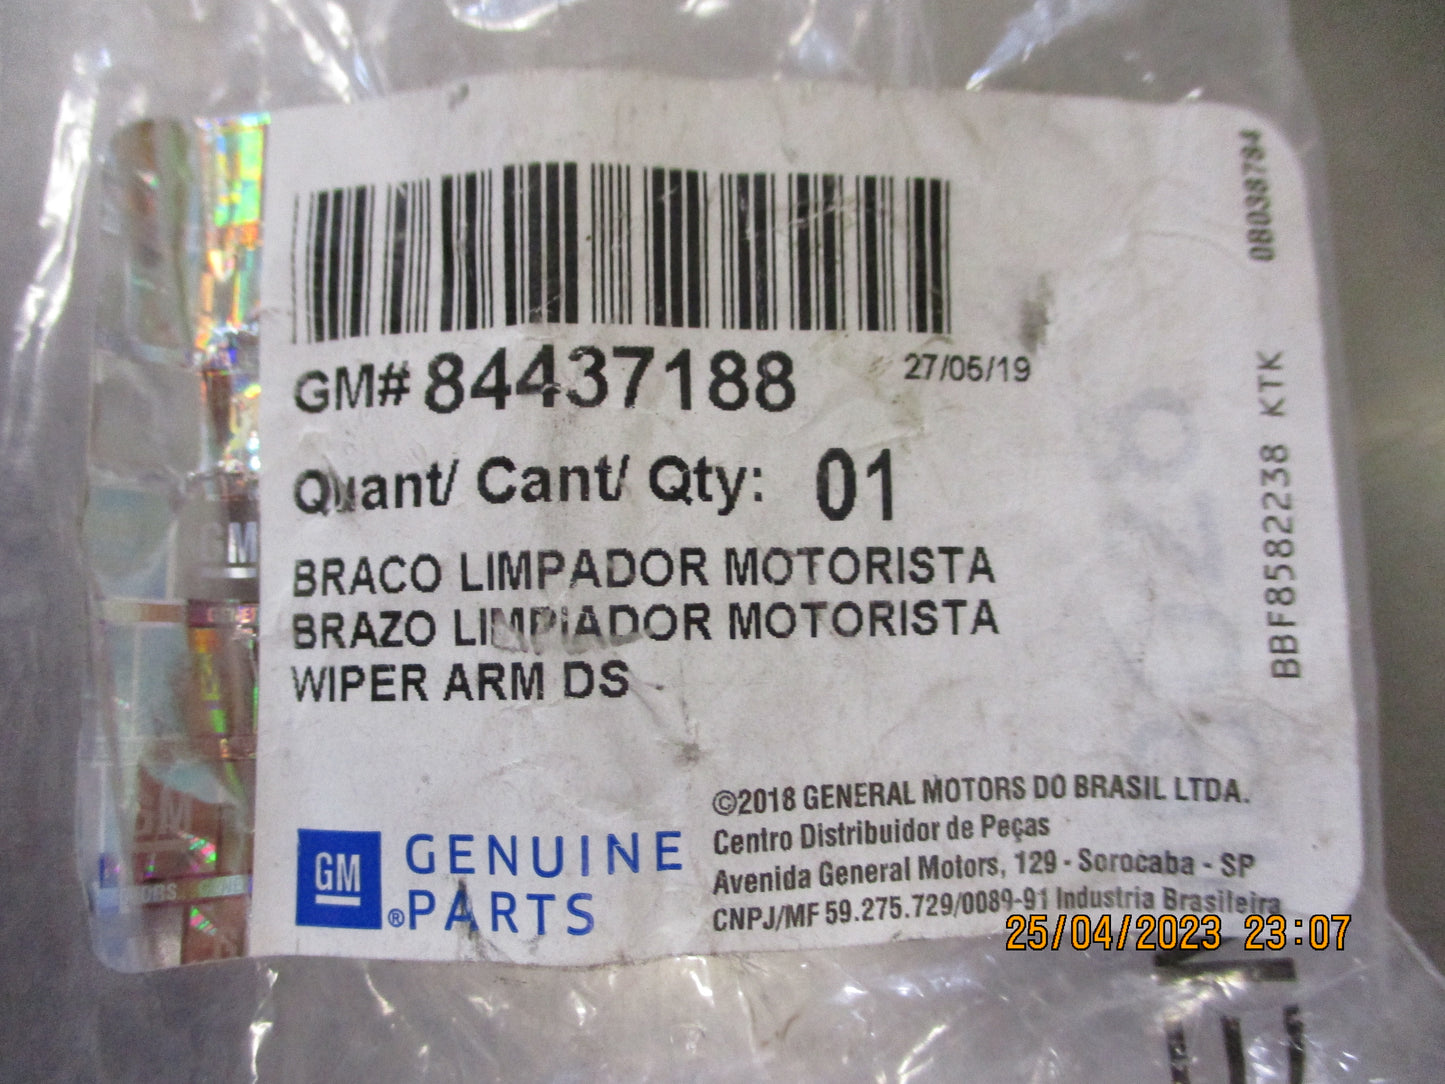 GM# 84437188
27/05/19
Quant/ Cant/ Qty: 01
BRACO LIMPADOR MOTORISTA
BRAZO LIMPIADOR MOTORISTA
WIPER ARM DS
GM GENUINE
®PARTS
©2018 GENERAL MOTORS DO BRASIL LTDA.
Centro Distribuidor de Peças
Avenida General Motors, 129 - Sorocaba - SP
CNPJ/MF 59.275.729/0089-91 Industria Brasileira
08038784
BBF8582238 KTK
GM
GM
25/04/2023 23:07